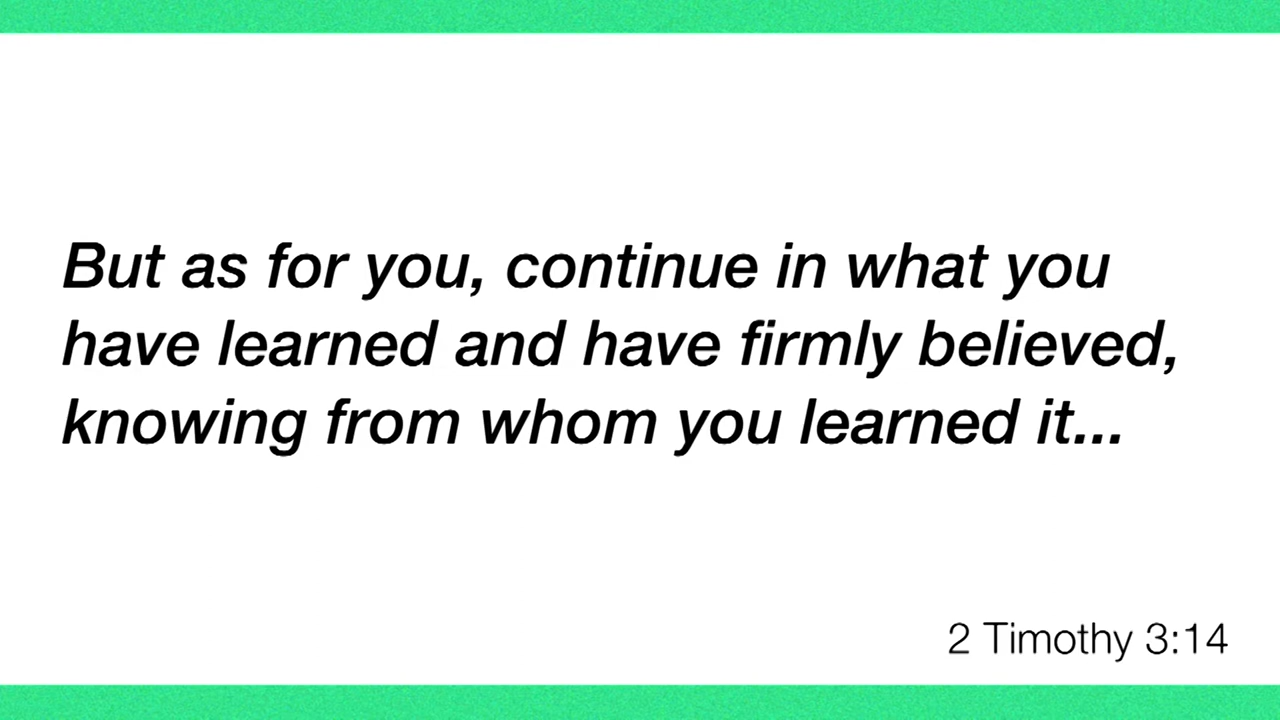 But as for you, continue in what you
have learned and have firmly believed,
knowing from whom you learned it...
2 Timothy 3:14